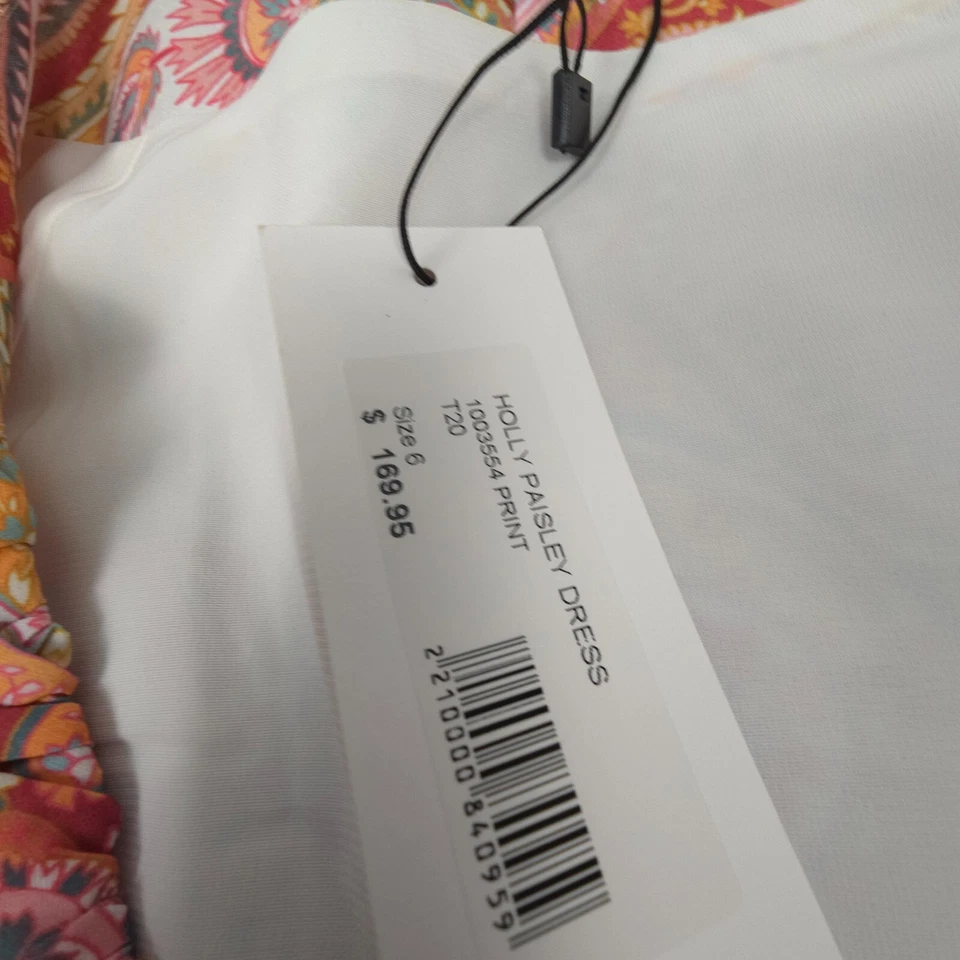 HOLLY PAISLEY DRESS
1003554 PRINT
T20
Size 6
$ 169.95
2210000840959